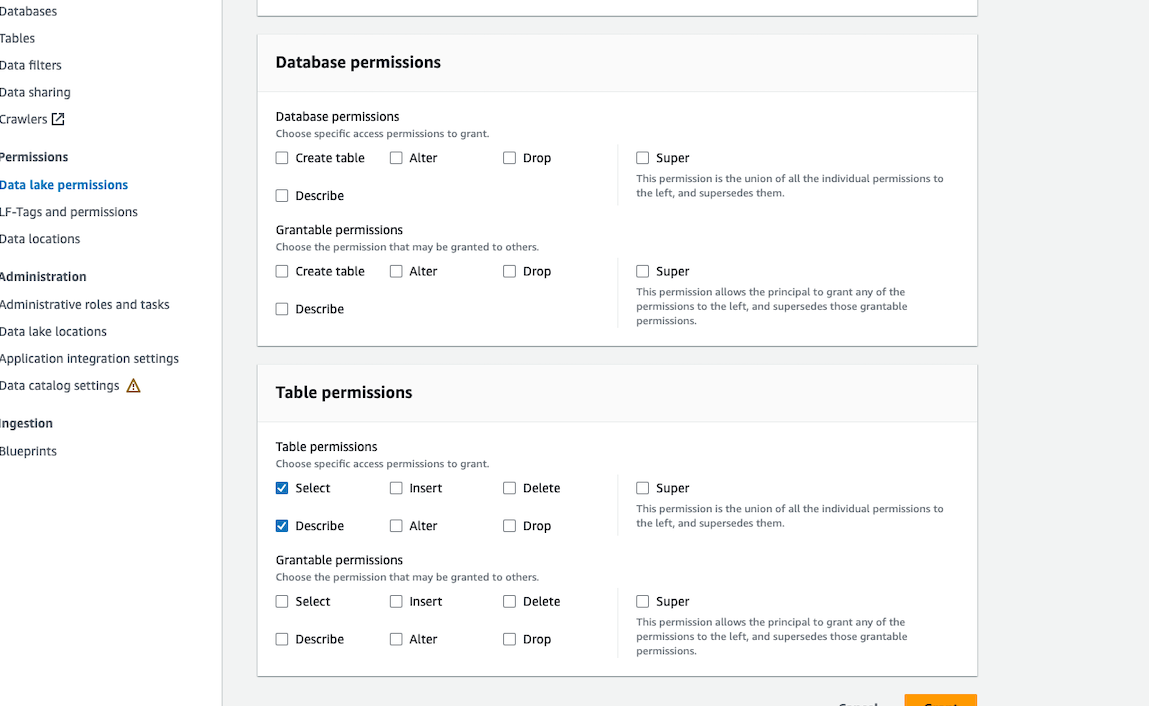 Databases
Tables
Data filters
Data sharing
Crawlers
Permissions
Data lake permissions
LF-Tags and permissions
Data locations
Administration
Administrative roles and tasks
Data lake locations
Application integration settings
Data catalog settings
Ingestion
Blueprints
Database permissions
Database permissions
Choose specific access permissions to grant.
Create table Alter Drop
Describe
Super
This permission is the union of all the individual permissions to
the left, and supersedes them.
Grantable permissions
Choose the permission that may be granted to others.
Create table Alter Drop
Describe
Super
This permission allows the principal to grant any of the
permissions to the left, and supersedes those grantable
permissions.
Table permissions
Table permissions
Choose specific access permissions to grant.
Select Insert Delete
Describe Alter Drop
Super
This permission is the union of all the individual permissions to
the left, and supersedes them.
Grantable permissions
Choose the permission that may be granted to others.
Select Insert Delete
Describe Alter Drop
Super
This permission allows the principal to grant any of the
permissions to the left, and supersedes those grantable
permissions.
Cancel Grant